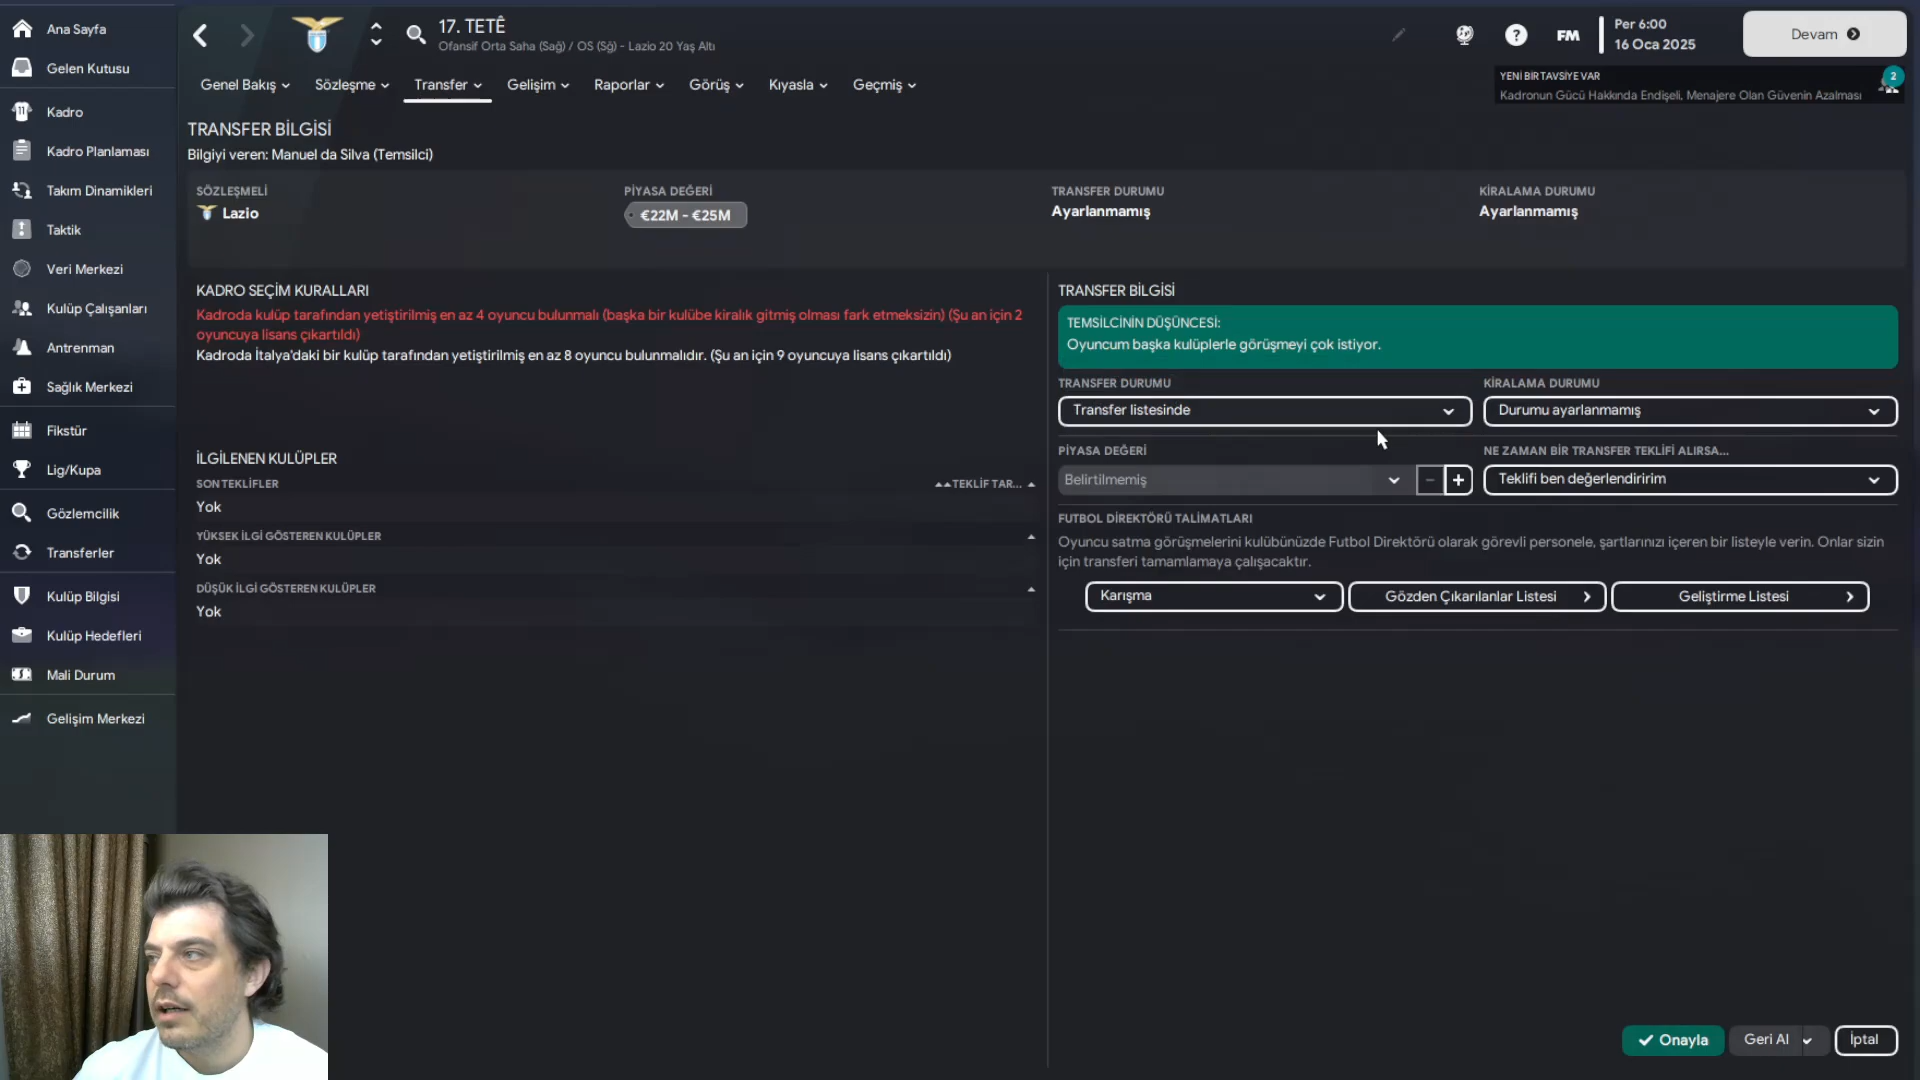 Ana Sayfa
Gelen Kutusu
Kadro
Kadro Planlaması
Takım Dinamikleri
Taktik
Veri Merkezi
Kulüp Çalışanları
Antrenman
Sağlık Merkezi
Fikstür
Lig/Kupa
Gözlemcilik
Transferler
Kulüp Bilgisi
Kulüp Hedefleri
Mali Durum
Gelişim Merkezi
17. TETÊ
Ofansif Orta Saha (Sağ) / OS (Sğ) - Lazio 20 Yaş Altı
FM
Per 6:00
16 Oca 2025
Devam
YENİ BİR TAVSİYE VAR
Kadronun Gücü Hakkında Endişeli, Menajere Olan Güvenin Azalması
2
Genel Bakış
Sözleşme
Transfer
Gelişim
Raporlar
Görüş
Kıyasla
Geçmiş
TRANSFER BİLGİSİ
Bilgiyi veren: Manuel da Silva (Temsilci)
SÖZLEŞMELİ
Lazio
PİYASA DEĞERİ
€22M - €25M
TRANSFER DURUMU
Ayarlanmamış
KİRALAMA DURUMU
Ayarlanmamış
KADRO SEÇİM KURALLARI
Kadroda kulüp tarafından yetiştirilmiş en az 4 oyuncu bulunmalı (başka bir kulübe kiralık gitmiş olması fark etmeksizin) (Şu an için 2
oyuncuya lisans çıkartıldı)
Kadroda İtalya'daki bir kulüp tarafından yetiştirilmiş en az 8 oyuncu bulunmalıdır. (Şu an için 9 oyuncuya lisans çıkartıldı)
İLGİLENEN KULÜPLER
SON TEKLİFLER
TEKLİF TAR...
Yok
YÜKSEK İLGİ GÖSTEREN KULÜPLER
Yok
DÜŞÜK İLGİ GÖSTEREN KULÜPLER
Yok
TRANSFER BİLGİSİ
TEMSİLCİNİN DÜŞÜNCESİ:
Oyuncum başka kulüplerle görüşmeyi çok istiyor.
TRANSFER DURUMU
Transfer listesinde
KİRALAMA DURUMU
Durumu ayarlanmamış
PİYASA DEĞERİ
Belirtilmemiş
NE ZAMAN BİR TRANSFER TEKLİFİ ALIRSA...
Teklifi ben değerlendiririm
FUTBOL DİREKTÖRÜ TALİMATLARI
Oyuncu satma görüşmelerini kulübünüzde Futbol Direktörü olarak görevli personele, şartlarınızı içeren bir listeyle verin. Onlar sizin
için transferi tamamlamaya çalışacaktır.
Karışma
Gözden Çıkarılanlar Listesi
Geliştirme Listesi
Onayla
Geri Al
İptal